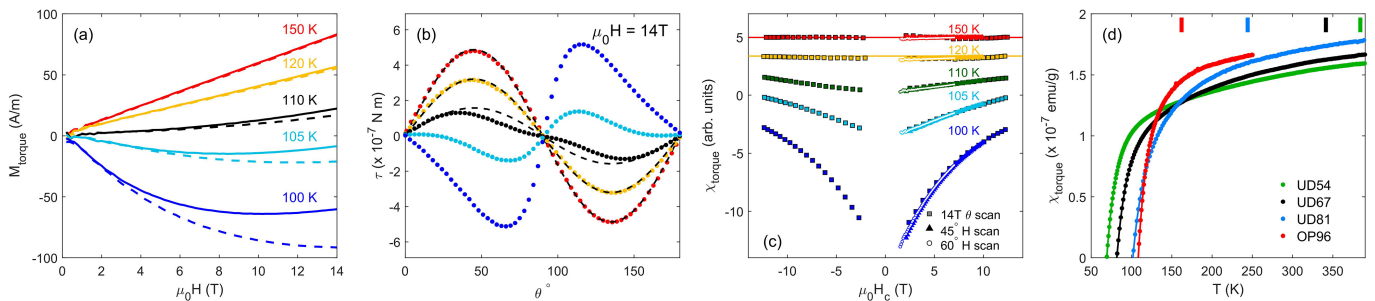 (a)
150 K
120 K
110 K
105 K
100 K
M_torque (A/m)
100
50
0
-50
-100
0 2 4 6 8 10 12 14
μ₀H (T)
(b)
μ₀H = 14T
τ (x 10⁻⁷ N m)
6
4
2
0
-2
-4
-6
0 50 100 150
θ °
150 K
120 K
110 K
105 K
100 K
(c)
14T θ scan
45° H scan
60° H scan
χ_torque (arb. units)
5
0
-5
-10
-10 -5 0 5 10
μ₀H_c (T)
(d)
UD54
UD67
UD81
OP96
χ_torque (x 10⁻⁷ emu/g)
2
1.5
1
0.5
0
50 100 150 200 250 300 350
T (K)